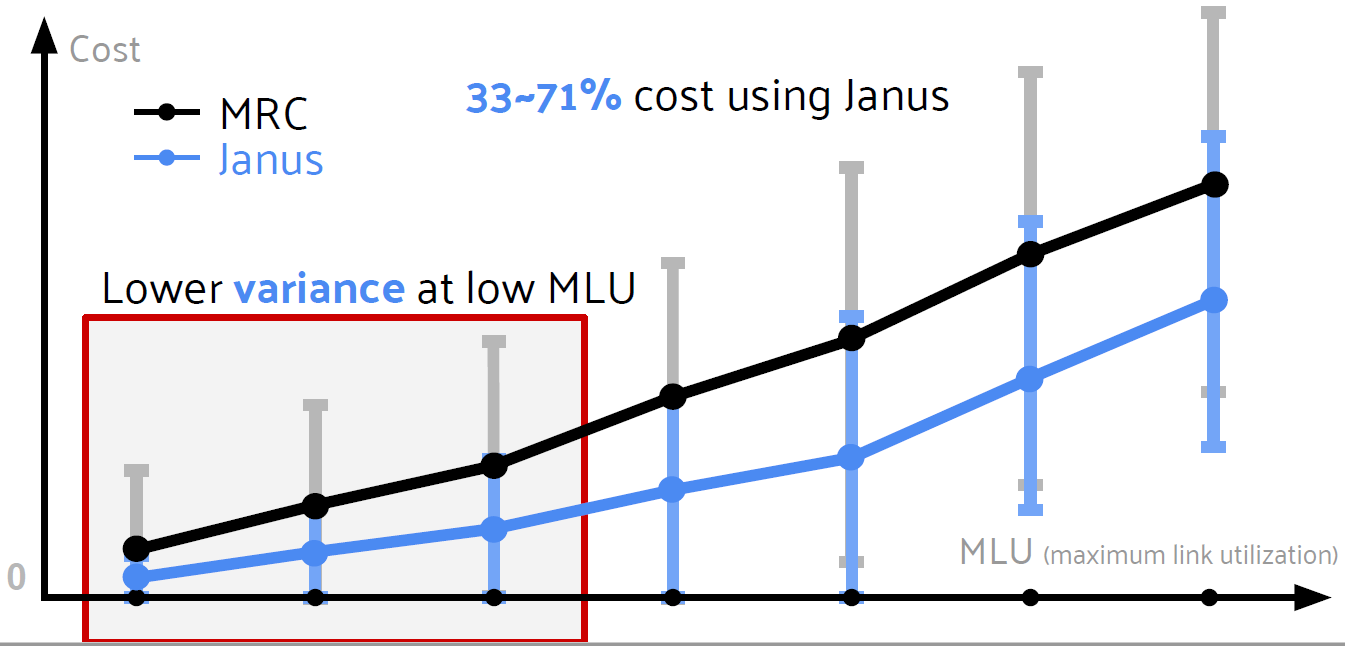 Cost
33~71% cost using Janus
MRC
Janus
Lower variance at low MLU
MLU (maximum link utilization)
0